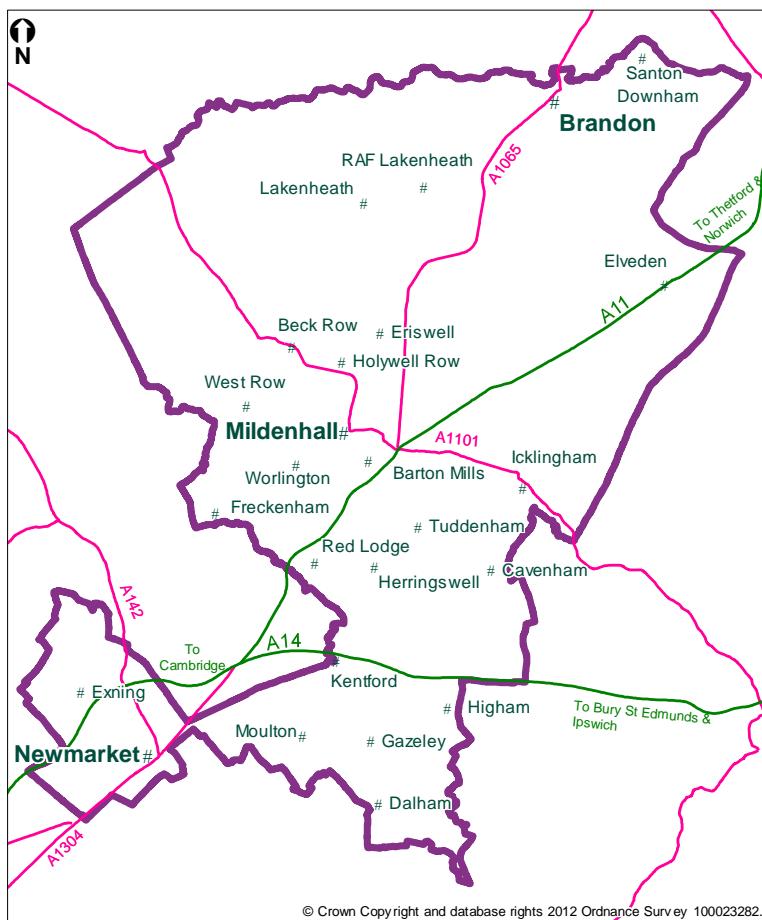 N
Santon
Downham
Brandon
RAF Lakenheath
A1065
Lakenheath
To Thetford &
Norwich
Elveden
A11
Beck Row
Eriswell
Holywell Row
West Row
Mildenhall
A1101
Icklingham
Barton Mills
Worlington
Freckenham
Tuddenham
Red Lodge
Herringswell
Cavenham
A142
To
Cambridge
A14
Kentford
Exning
Higham
To Bury St Edmunds &
Ipswich
Moulton
Gazeley
Newmarket
Dalham
A1304
© Crown Copyright and database rights 2012 Ordnance Survey 100023282.